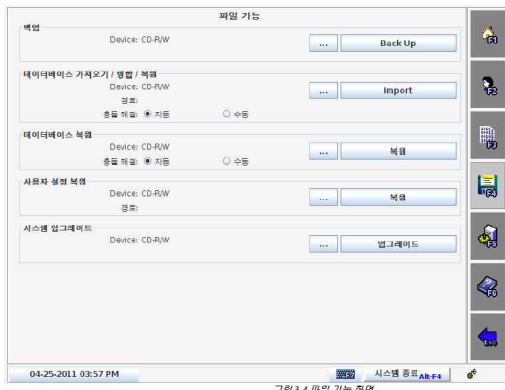 파일 기능
백업
Device: CD-R/W
... Back Up
F1
데이터베이스 가져오기 / 병합 / 복원
Device: CD-R/W
경로:
... Import
충돌 해결: 자동 수동
F2
F3
데이터베이스 복원
Device: CD-R/W
... 복원
충돌 해결: 자동 수동
사용자 설정 복원
Device: CD-R/W
... 복원
경로:
F4
시스템 업그레이드
Device: CD-R/W
... 업그레이드
F5
F6
04-25-2011 03:57 PM
시스템 종료 Alt-F4
그림 3.4 파일 기능 화면